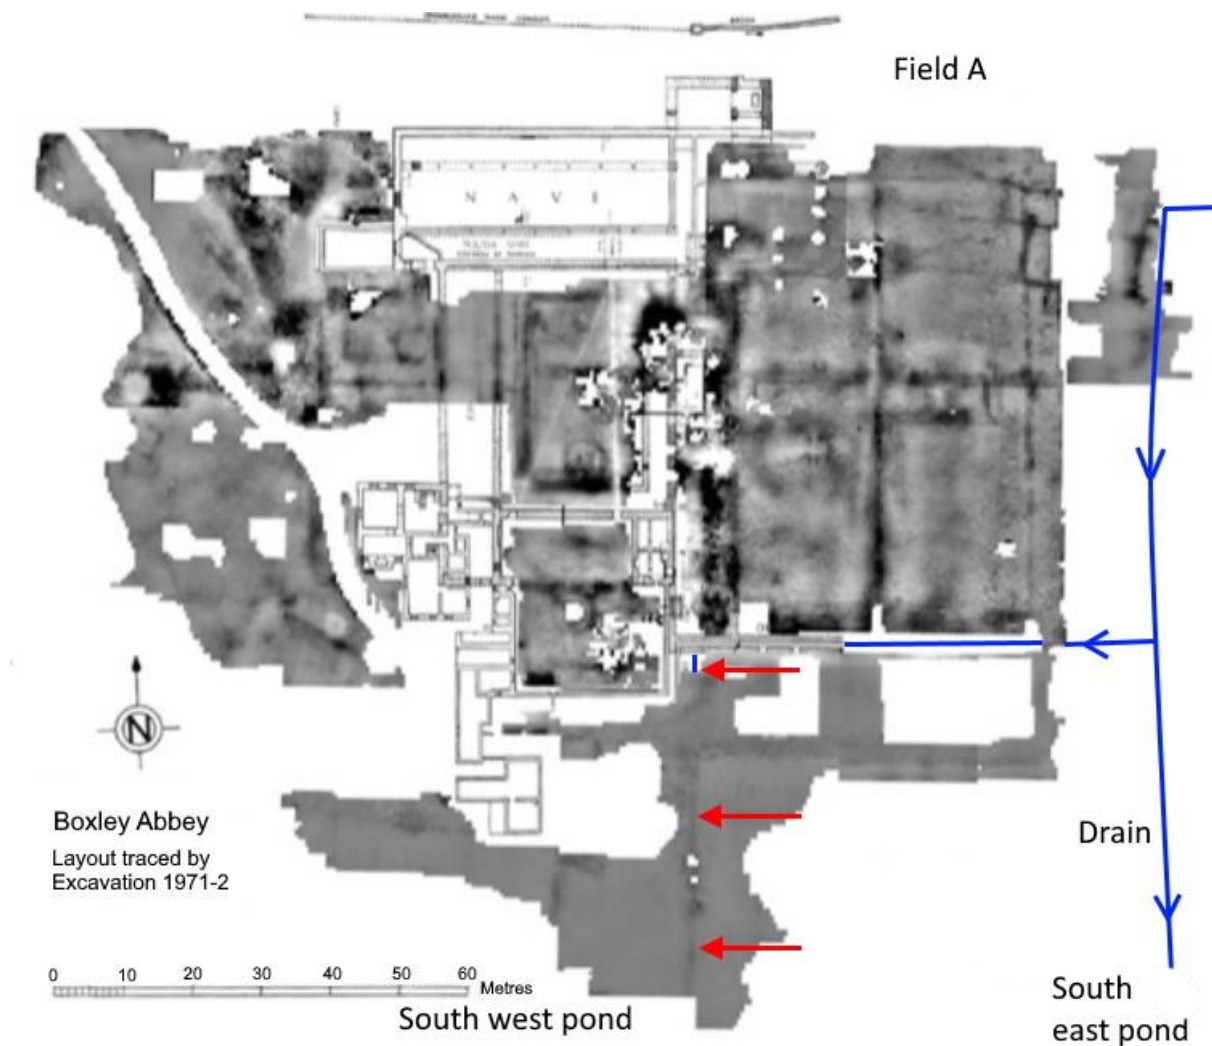 Field A
NAVE
N
Boxley Abbey
Layout traced by
Excavation 1971-2
Drain
0 10 20 30 40 50 60 Metres
South west pond
South
east pond